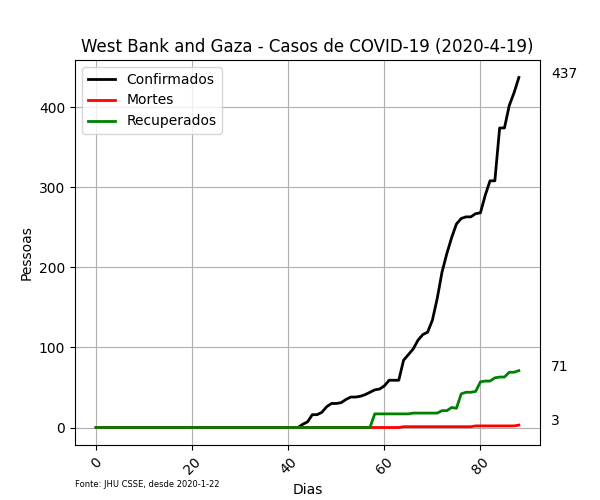 West Bank and Gaza - Casos de COVID-19 (2020-4-19)
Confirmados
Mortes
Recuperados
437
71
3
Pessoas
400
300
200
100
0
0 20 40 60 80
Dias
Fonte: JHU CSSE, desde 2020-1-22